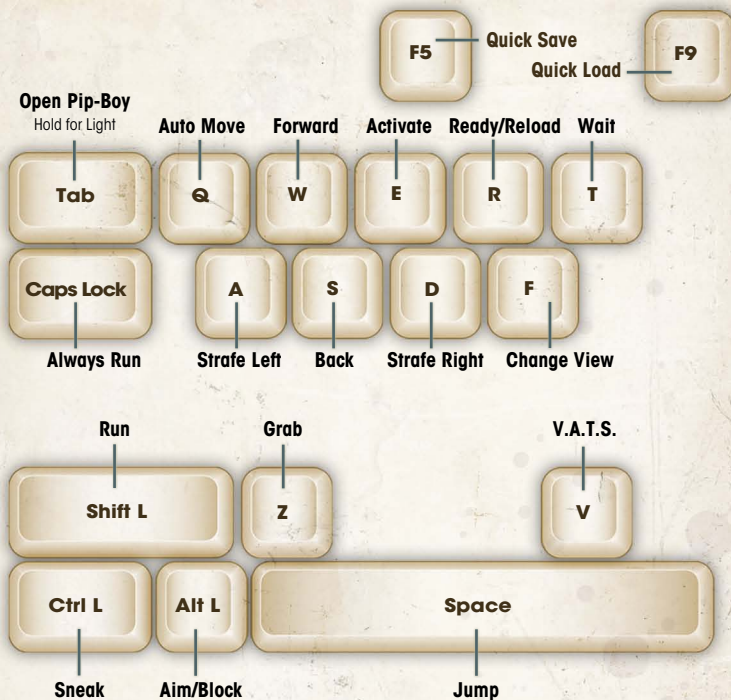 F5 Quick Save
Quick Load F9
Open Pip-Boy
Hold for Light
Auto Move Forward Activate Ready/Reload Wait
Tab Q W E R T
Caps Lock A S D F
Always Run Strafe Left Back Strafe Right Change View
Run Grab V.A.T.S.
Shift L Z V
Ctrl L Alt L Space
Sneak Aim/Block Jump